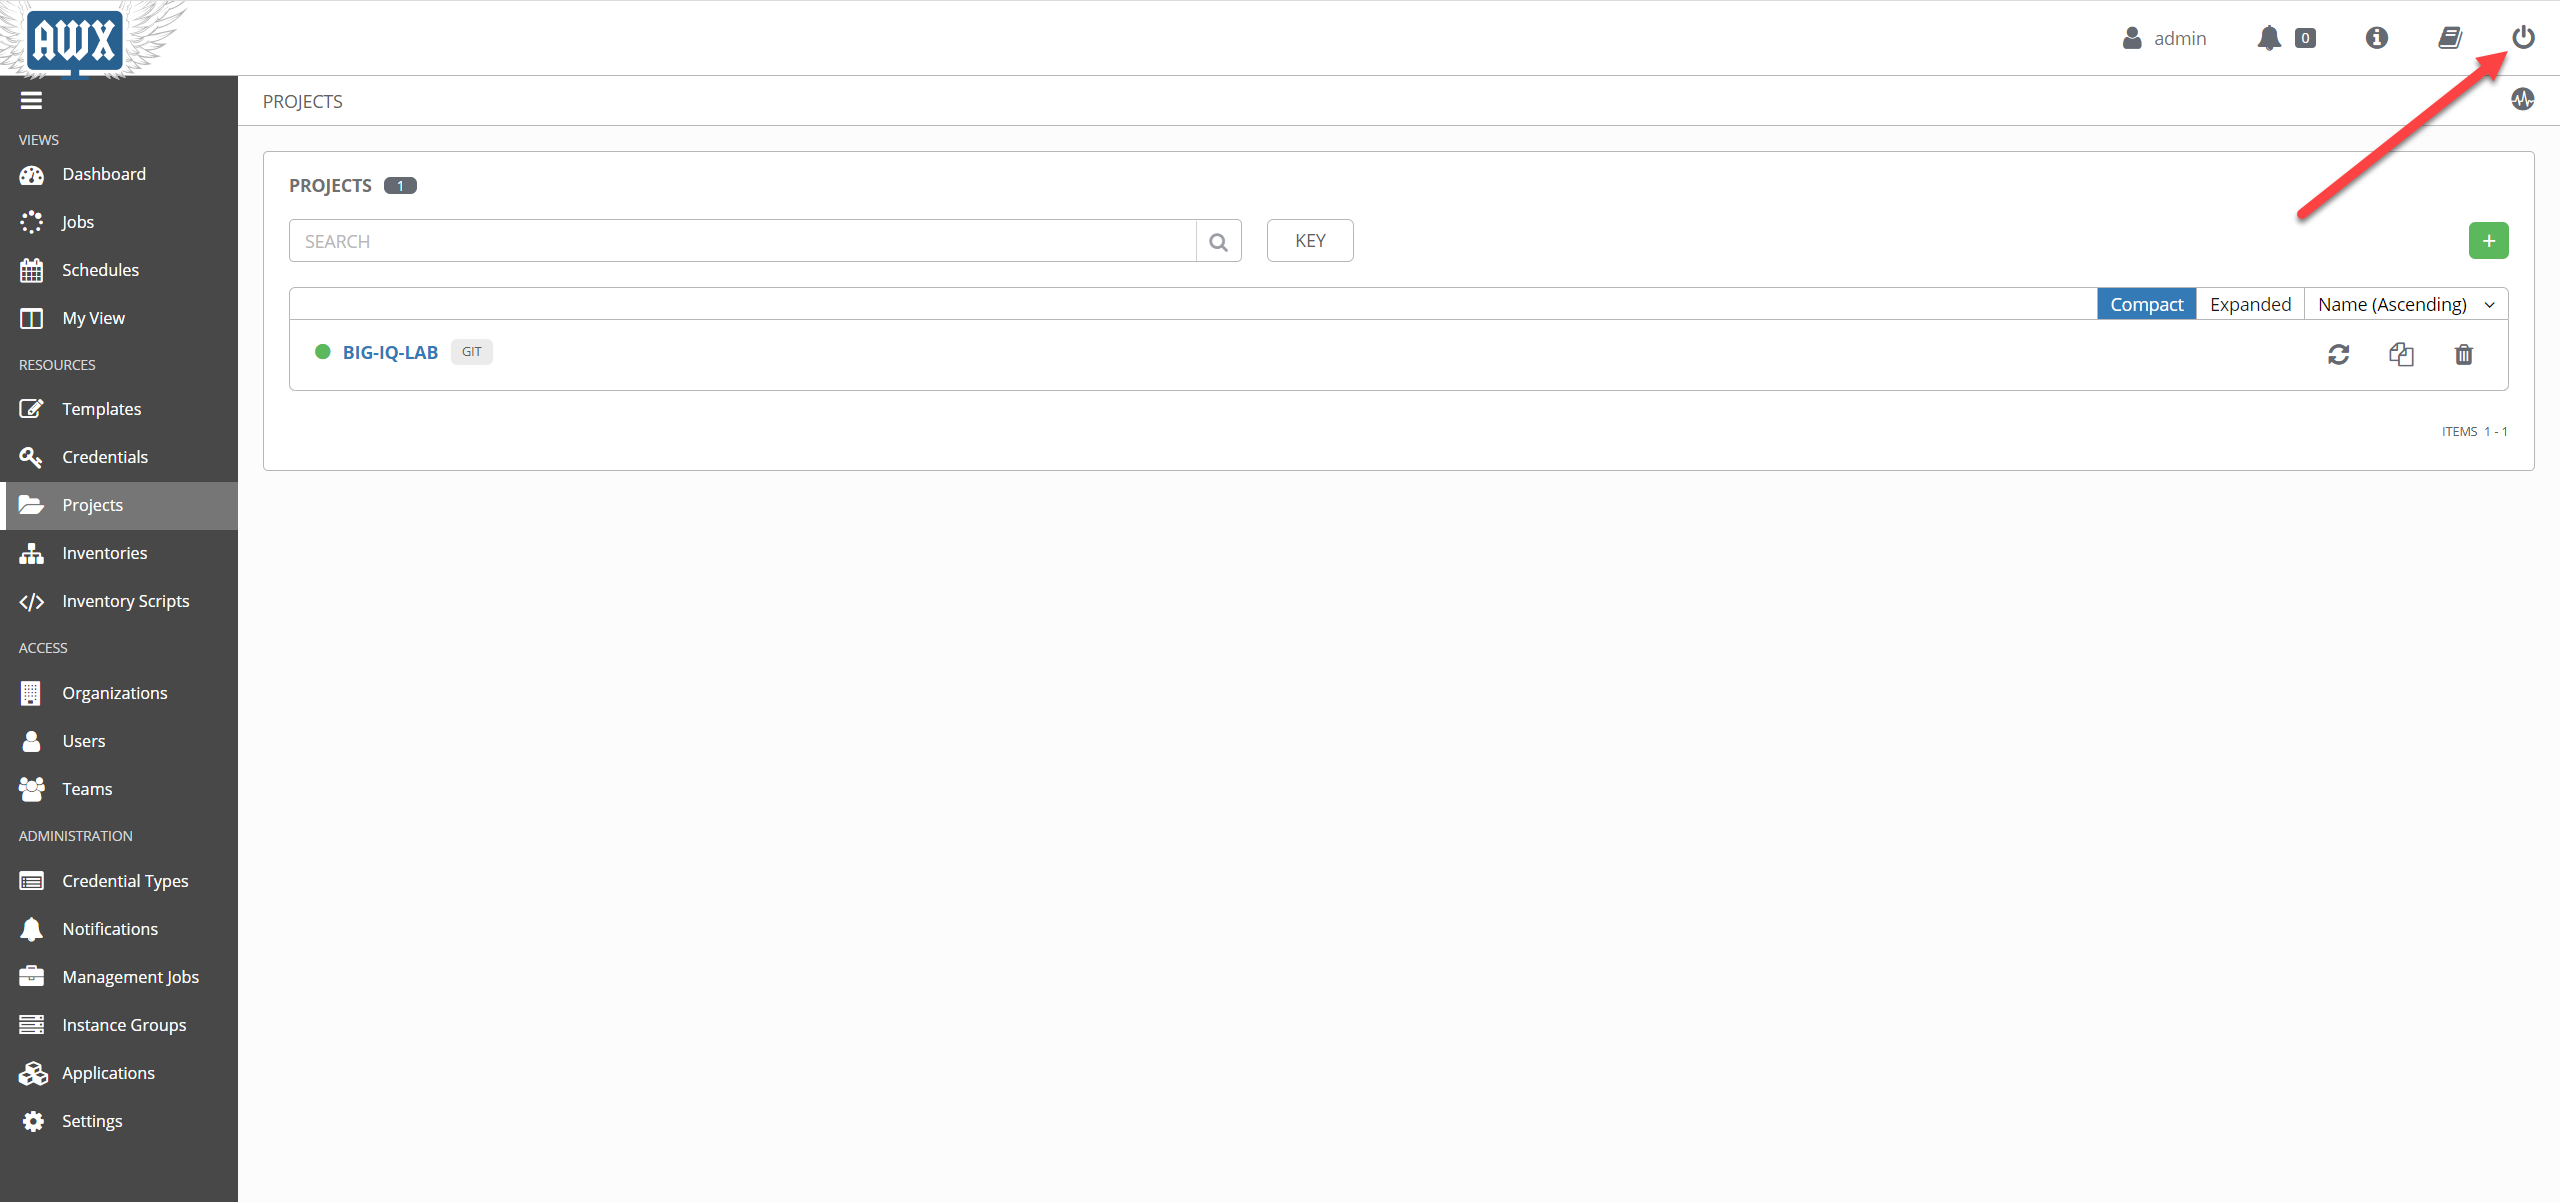 AWX
admin
0
PROJECTS
VIEWS
Dashboard
Jobs
Schedules
My View
RESOURCES
Templates
Credentials
Projects
Inventories
Inventory Scripts
ACCESS
Organizations
Users
Teams
ADMINISTRATION
Credential Types
Notifications
Management Jobs
Instance Groups
Applications
Settings
PROJECTS 1
SEARCH
KEY
+
Compact Expanded Name (Ascending)
BIG-IQ-LAB GIT
ITEMS 1 - 1